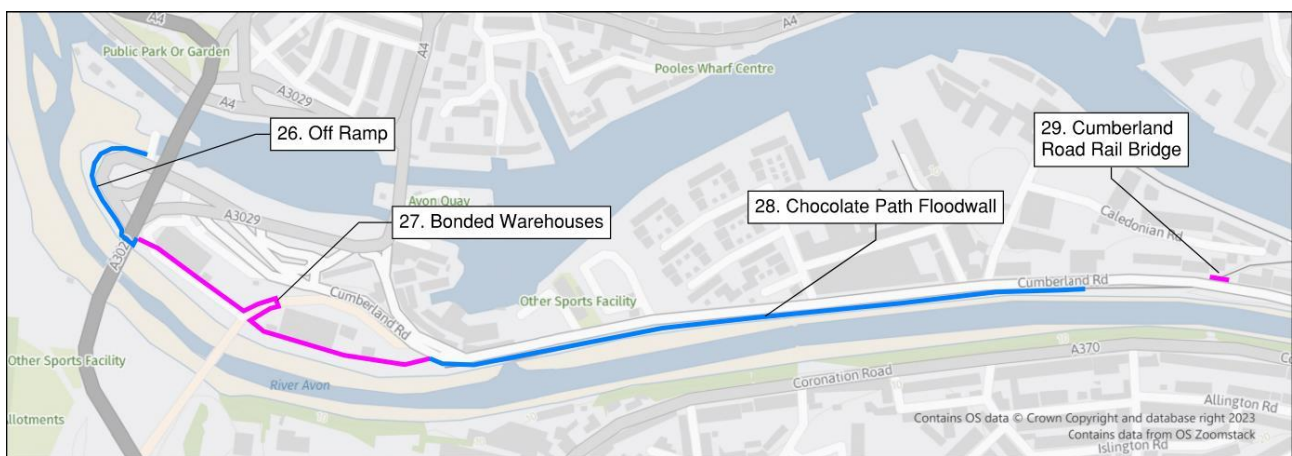 A4
A4
Public Park Or Garden
A3029
A4
Pooles Wharf Centre
26. Off Ramp
29. Cumberland
Road Rail Bridge
Avon Quay
A3029
27. Bonded Warehouses
28. Chocolate Path Floodwall
Caledonian Rd
A302
Cumberland Rd
Other Sports Facility
Cumberland Rd
Other Sports Facility
River Avon
Coronation Road
A370
Allotments
Allington Rd
Contains OS data © Crown Copyright and database right 2023
Contains data from OS Zoomstack
Islington Rd